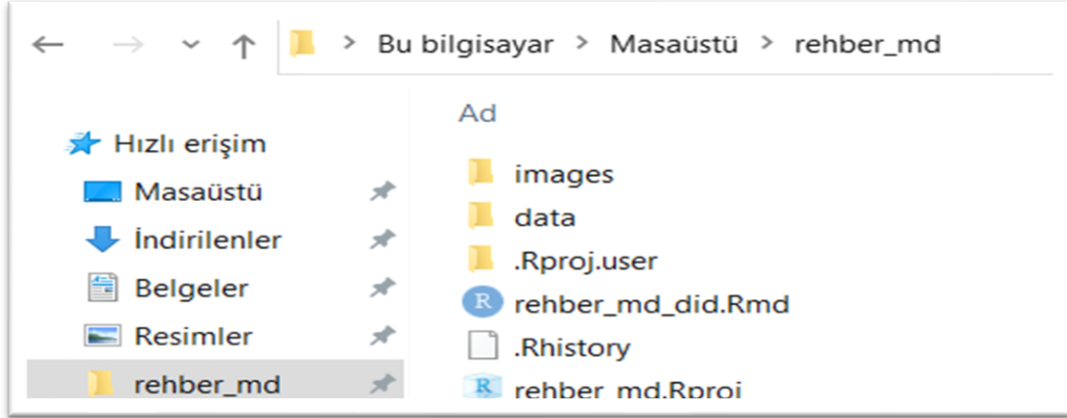 Bu bilgisayar > Masaüstü > rehber_md
Hızlı erişim
Masaüstü
İndirilenler
Belgeler
Resimler
rehber_md
Ad
images
data
.Rproj.user
rehber_md_did.Rmd
.Rhistory
rehber_md.Rproj